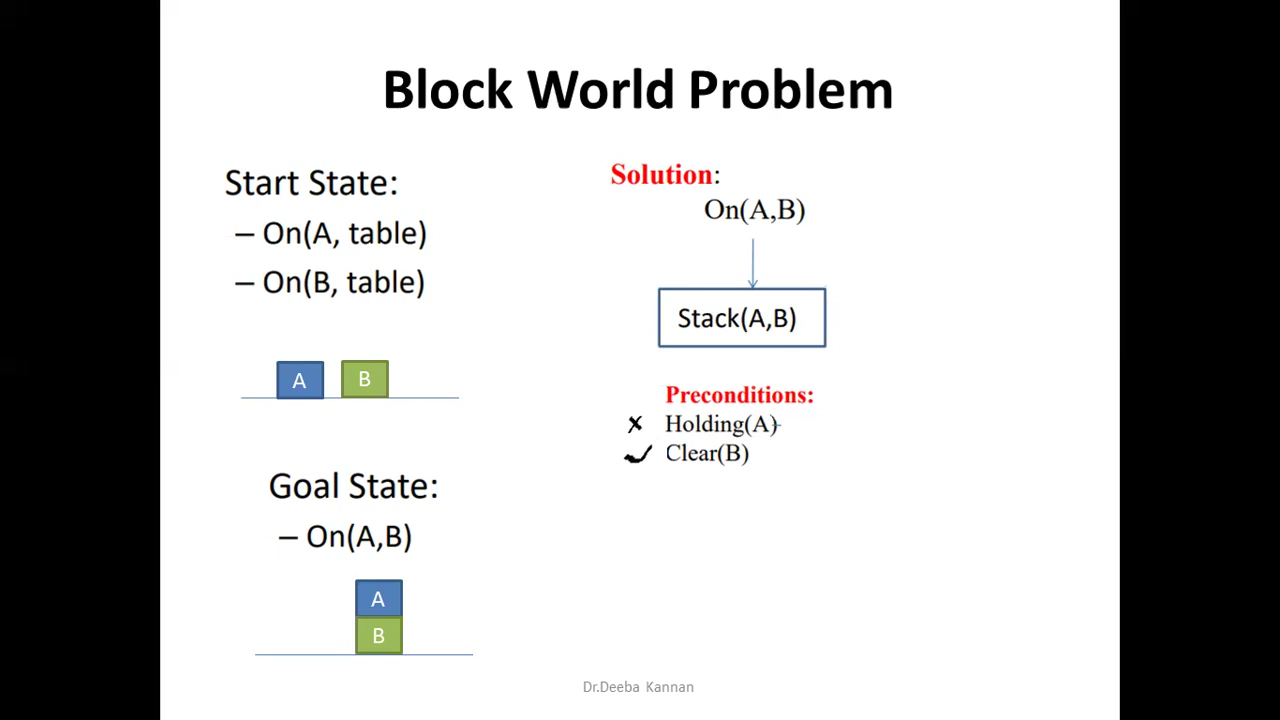 Block World Problem
Start State:
– On(A, table)
– On(B, table)
A B
Goal State:
– On(A,B)
A
B
Solution:
On(A,B)
Stack(A,B)
Preconditions:
Holding(A)
Clear(B)
Dr.Deeba Kannan